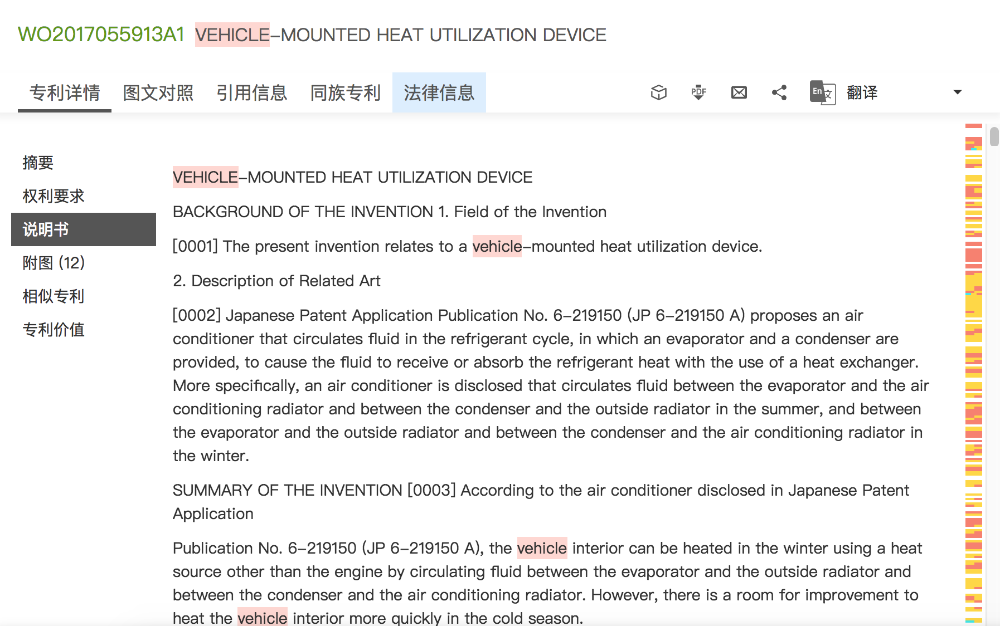 WO2017055913A1 VEHICLE-MOUNTED HEAT UTILIZATION DEVICE
专利详情 图文对照 引用信息 同族专利 法律信息 PDF En 文 翻译
摘要
权利要求
说明书
附图 (12)
相似专利
专利价值
VEHICLE-MOUNTED HEAT UTILIZATION DEVICE
BACKGROUND OF THE INVENTION 1. Field of the Invention
[0001] The present invention relates to a vehicle-mounted heat utilization device.
2. Description of Related Art
[0002] Japanese Patent Application Publication No. 6-219150 (JP 6-219150 A) proposes an air
conditioner that circulates fluid in the refrigerant cycle, in which an evaporator and a condenser are
provided, to cause the fluid to receive or absorb the refrigerant heat with the use of a heat exchanger.
More specifically, an air conditioner is disclosed that circulates fluid between the evaporator and the air
conditioning radiator and between the condenser and the outside radiator in the summer, and between
the evaporator and the outside radiator and between the condenser and the air conditioning radiator in
the winter.
SUMMARY OF THE INVENTION [0003] According to the air conditioner disclosed in Japanese Patent
Application
Publication No. 6-219150 (JP 6-219150 A), the vehicle interior can be heated in the winter using a heat
source other than the engine by circulating fluid between the evaporator and the outside radiator and
between the condenser and the air conditioning radiator. However, there is a room for improvement to
heat the vehicle interior more quickly in the cold season.